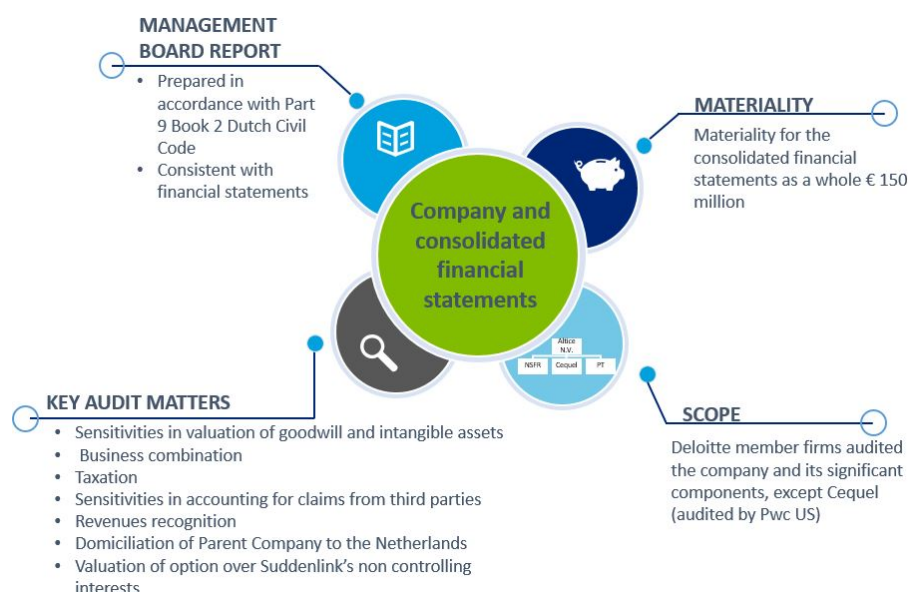 MANAGEMENT
BOARD REPORT
• Prepared in
accordance with Part
9 Book 2 Dutch Civil
Code
• Consistent with
financial statements
MATERIALITY
Materiality for the
consolidated financial
statements as a whole € 150
million
Company and
consolidated
financial
statements
Altice
N.V.
NSFR
Cequel
PT
KEY AUDIT MATTERS
• Sensitivities in valuation of goodwill and intangible assets
• Business combination
• Taxation
• Sensitivities in accounting for claims from third parties
• Revenues recognition
• Domiciliation of Parent Company to the Netherlands
• Valuation of option over Suddenlink's non controlling
interests
SCOPE
Deloitte member firms audited
the company and its significant
components, except Cequel
(audited by Pwc US)